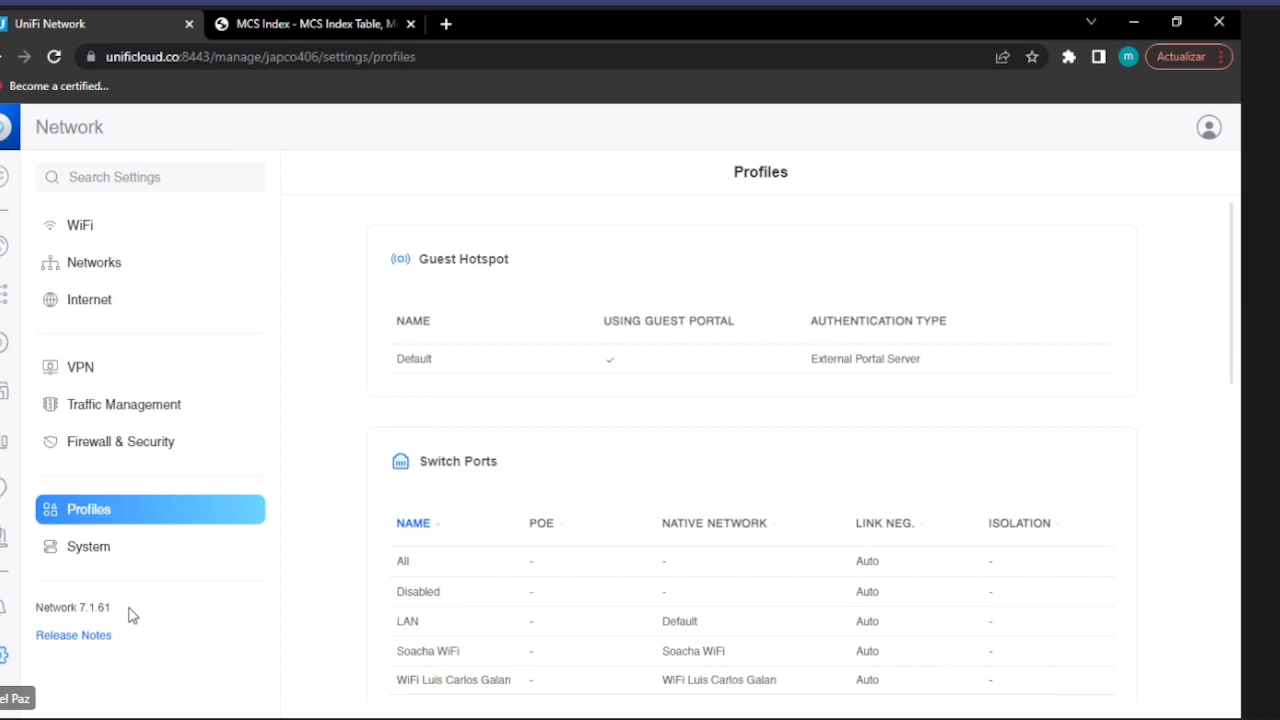 UniFi Network
MCS Index - MCS Index Table, M
unificloud.co:8443/manage/japco406/settings/profiles
m
Actualizar
Become a certified...
Network
Search Settings
Profiles
WiFi
Networks
Internet
VPN
Traffic Management
Firewall & Security
Profiles
System
Network 7.1.61
Release Notes
Guest Hotspot
NAME USING GUEST PORTAL AUTHENTICATION TYPE
Default External Portal Server
Switch Ports
NAME POE NATIVE NETWORK LINK NEG. ISOLATION
All - - Auto -
Disabled - - Auto -
LAN - Default Auto -
Soacha WiFi - Soacha WiFi Auto -
WiFi Luis Carlos Galan - WiFi Luis Carlos Galan Auto -
el Paz